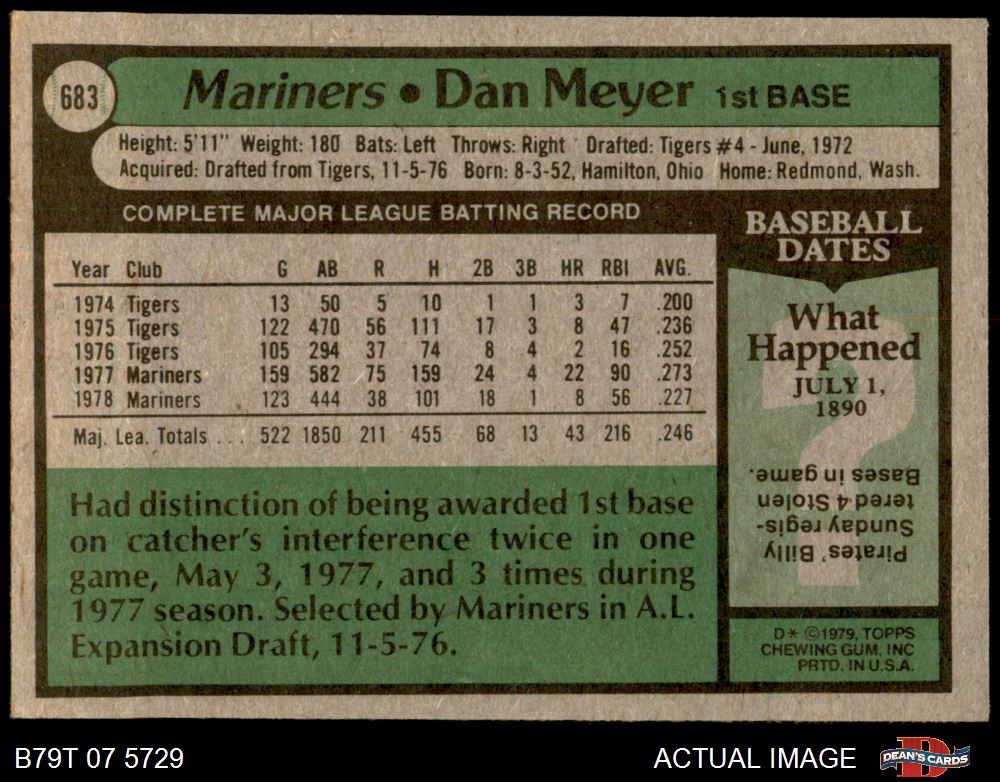 683
Mariners • Dan Meyer 1st BASE
Height: 5'11" Weight: 180 Bats: Left Throws: Right Drafted: Tigers #4 - June, 1972
Acquired: Drafted from Tigers, 11-5-76 Born: 8-3-52, Hamilton, Ohio Home: Redmond, Wash.
COMPLETE MAJOR LEAGUE BATTING RECORD
Year Club G AB R H 2B 3B HR RBI AVG.
1974 Tigers 13 50 5 10 1 1 3 7 .200
1975 Tigers 122 470 56 111 17 3 8 47 .236
1976 Tigers 105 294 37 74 8 4 2 16 .252
1977 Mariners 159 582 75 159 24 4 22 90 .273
1978 Mariners 123 444 38 101 18 1 8 56 .227
Maj. Lea. Totals ... 522 1850 211 455 68 13 43 216 .246
Had distinction of being awarded 1st base
on catcher's interference twice in one
game, May 3, 1977, and 3 times during
1977 season. Selected by Mariners in A.L.
Expansion Draft, 11-5-76.
BASEBALL
DATES
What
Happened
JULY 1,
1890
?
Pirates' Billy
Sunday regis-
tered 4 Stolen
Bases in game.
D* ©1979, TOPPS
CHEWING GUM, INC
PRTD. IN U.S.A.
B79T 07 5729
ACTUAL IMAGE
D
DEAN'S CARDS